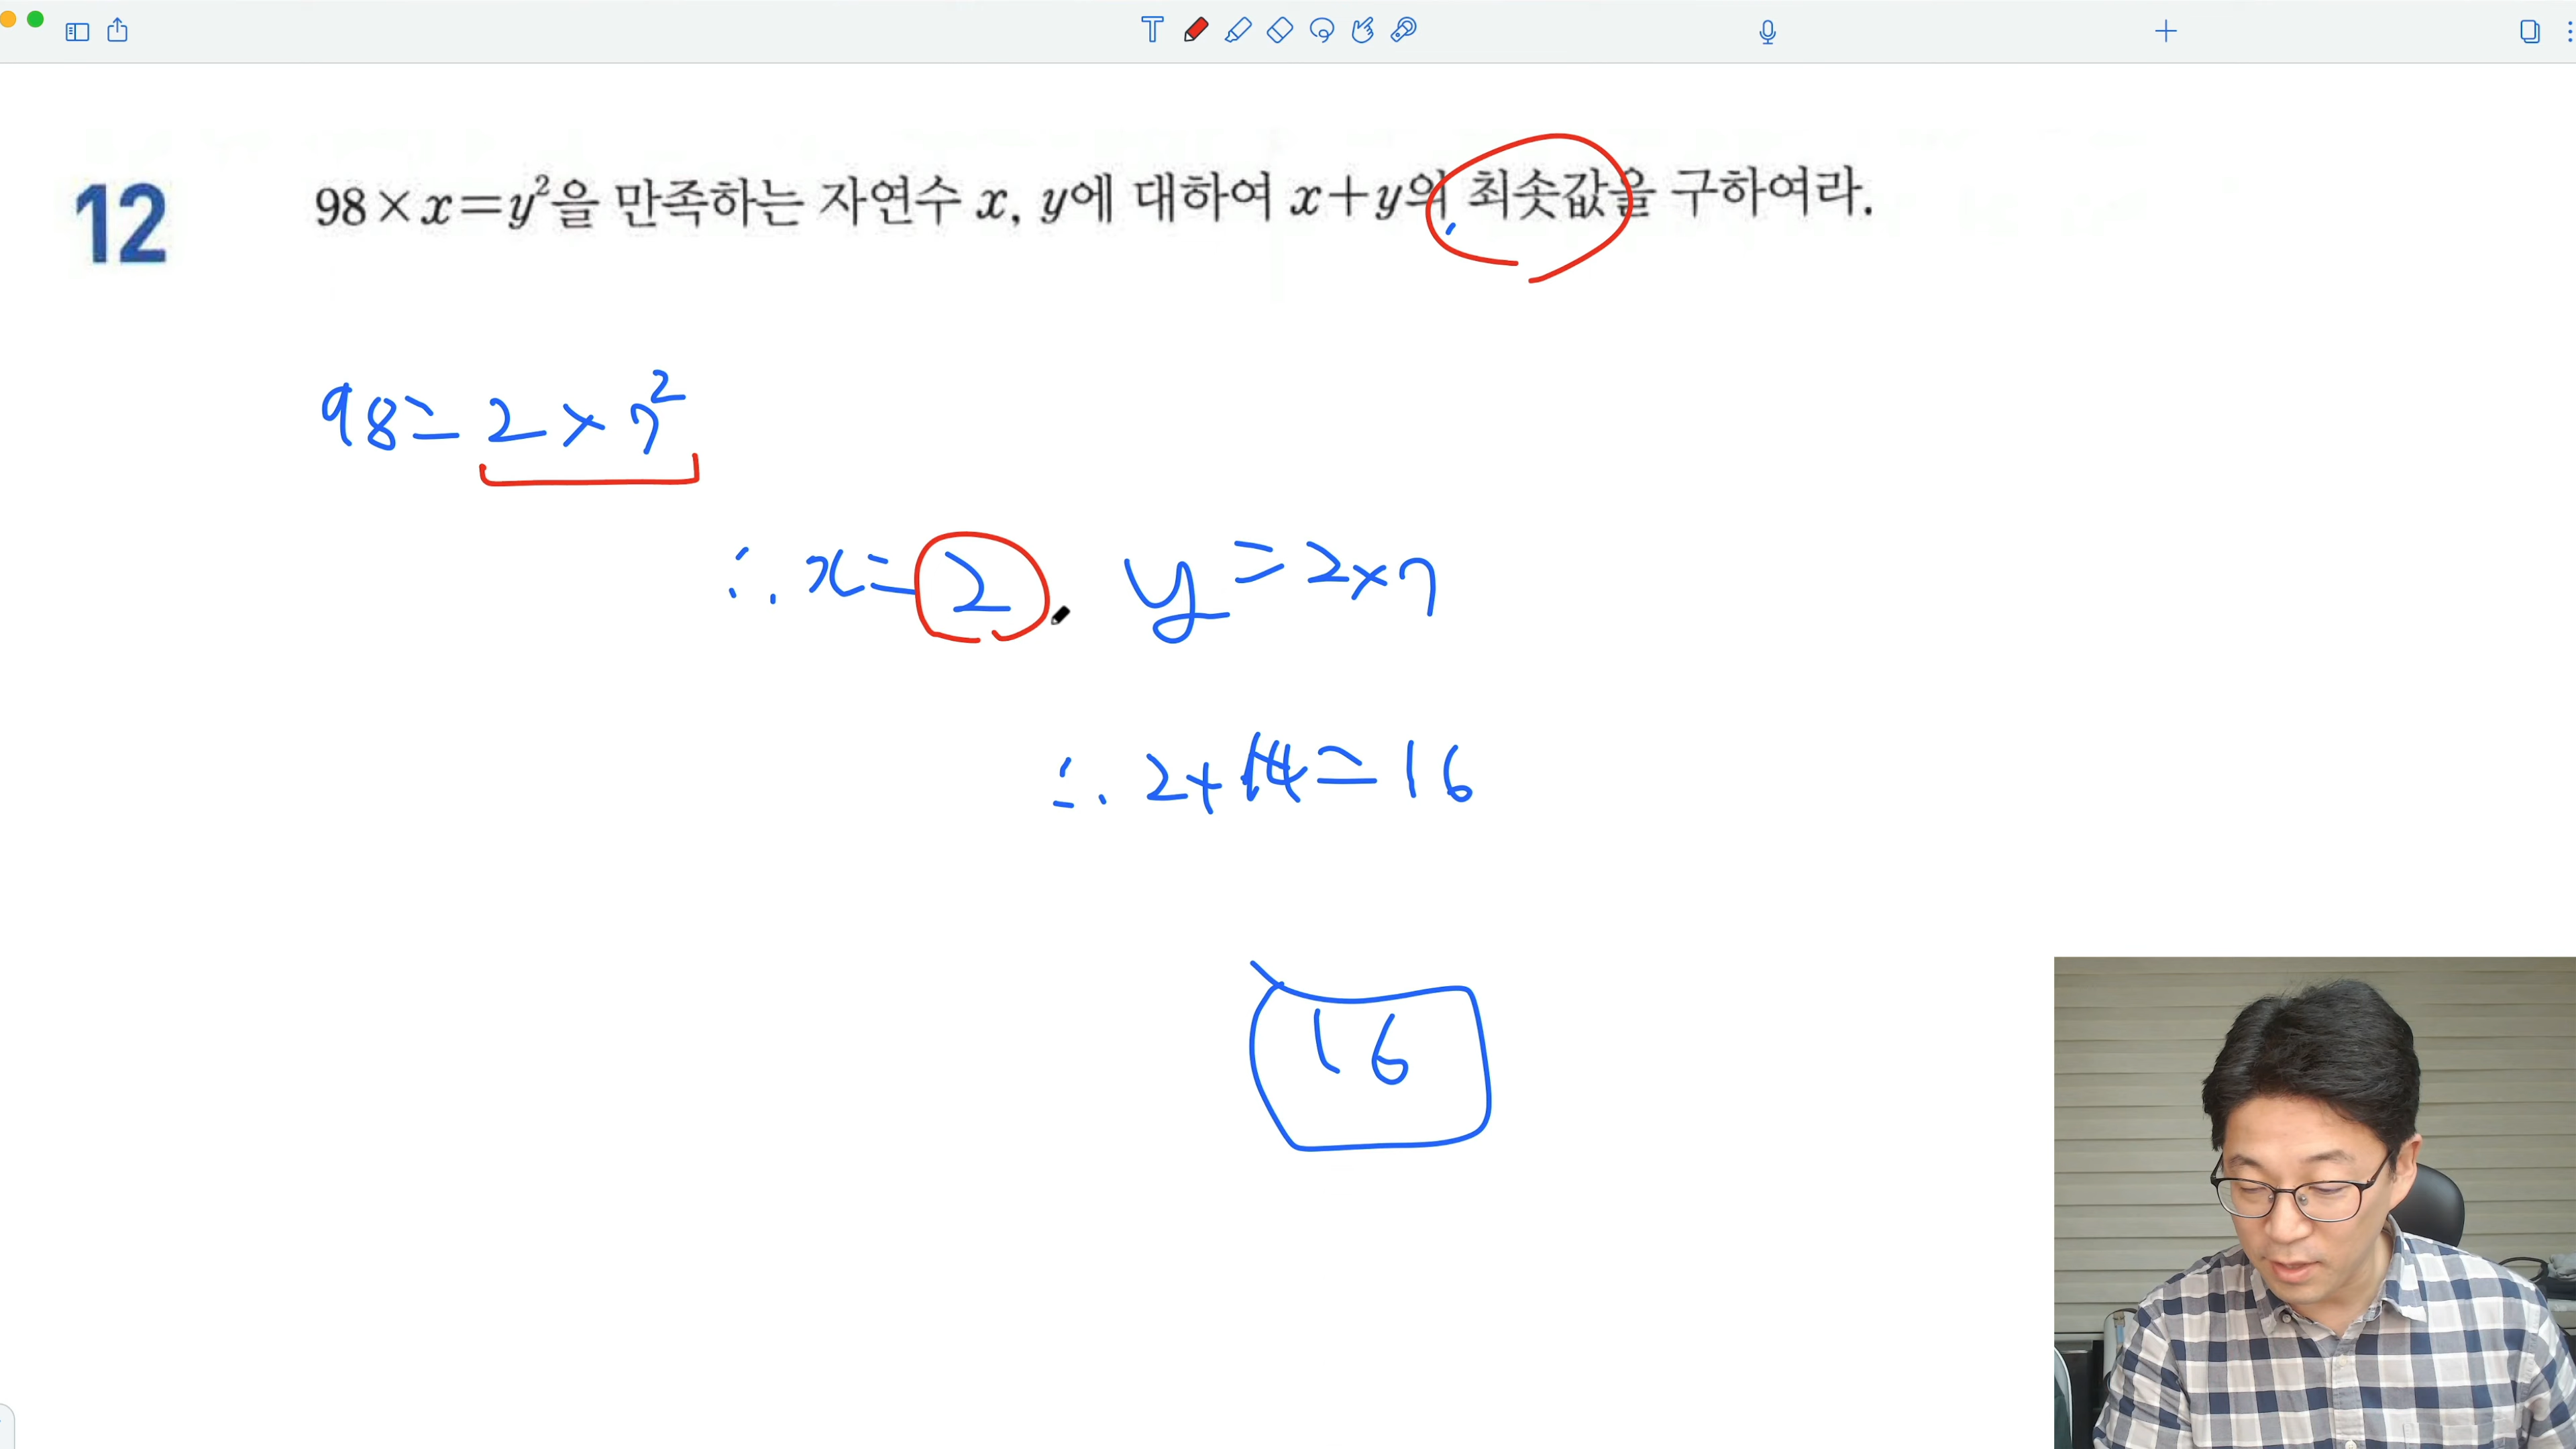 12 98×x=y²을 만족하는 자연수 x, y에 대하여 x+y의 최솟값을 구하여라.
98=2×7²
∴ x=2, y=2×7
∴ 2+14=16
16